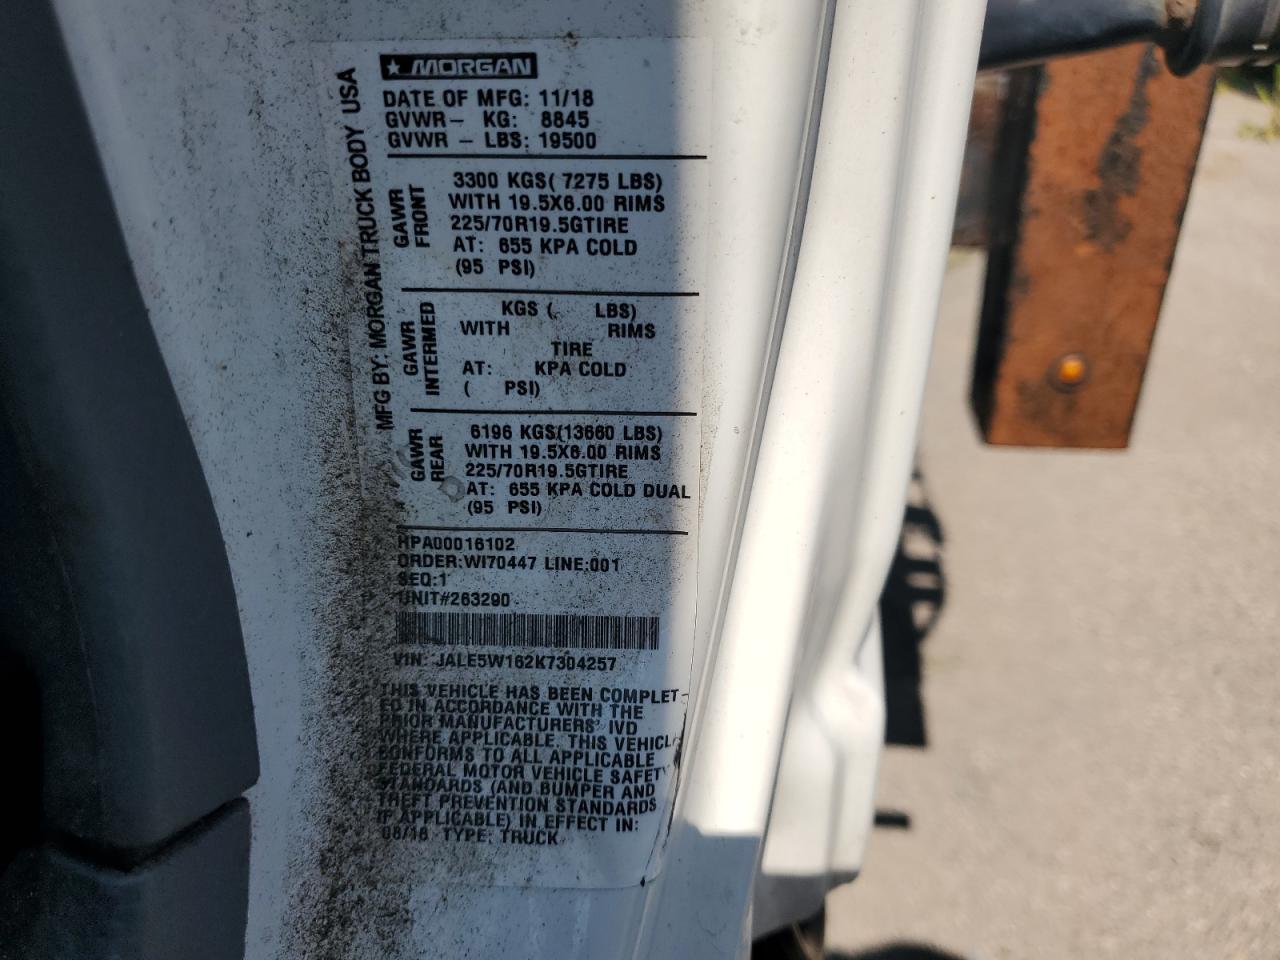 MORGAN
MFG BY: MORGAN TRUCK BODY USA
DATE OF MFG: 11/18
GVWR- KG: 8845
GVWR - LBS: 19500
GAWR FRONT
3300 KGS( 7275 LBS)
WITH 19.5X6.00 RIMS
225/70R19.5GTIRE
AT: 655 KPA COLD
(95 PSI)
GAWR INTERMED
KGS ( LBS)
WITH RIMS
TIRE
AT: KPA COLD
( PSI)
GAWR REAR
6196 KGS(13660 LBS)
WITH 19.5X6.00 RIMS
225/70R19.5GTIRE
AT: 655 KPA COLD DUAL
(95 PSI)
HPA00016102
ORDER:WI70447 LINE:001
SEQ:1
UNIT#263290
VIN: JALE5W162K7304257
THIS VEHICLE HAS BEEN COMPLET-
ED IN ACCORDANCE WITH THE
PRIOR MANUFACTURERS' IVD
WHERE APPLICABLE. THIS VEHICLE
CONFORMS TO ALL APPLICABLE
FEDERAL MOTOR VEHICLE SAFETY
STANDARDS (AND BUMPER AND
THEFT PREVENTION STANDARDS
IF APPLICABLE) IN EFFECT IN:
08/18 TYPE: TRUCK